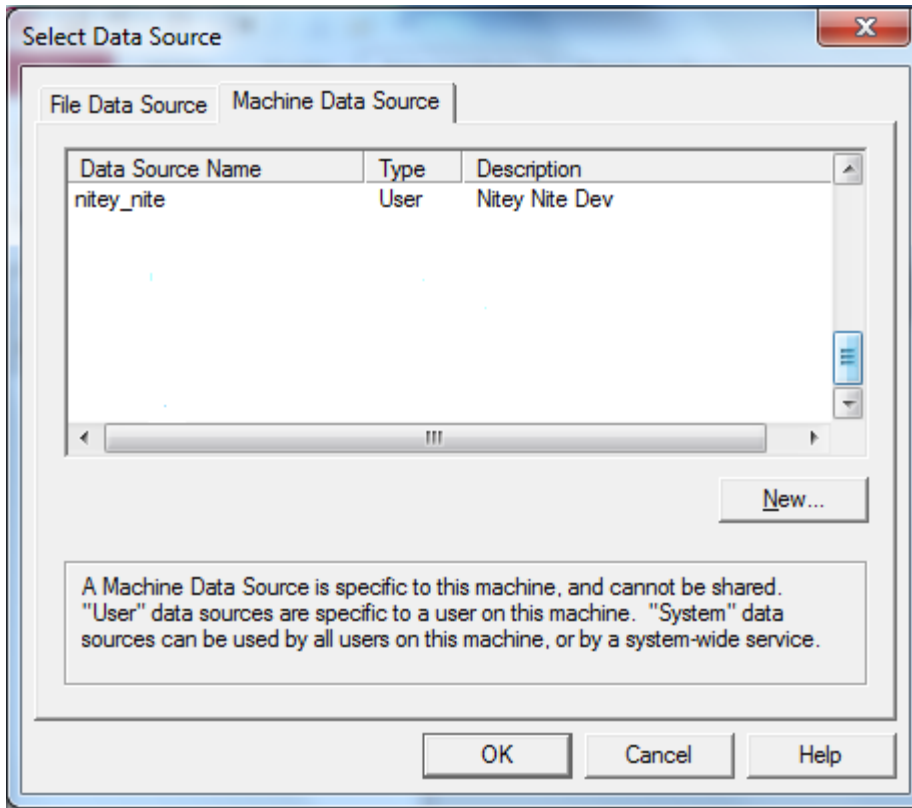 Select Data Source
File Data Source Machine Data Source
Data Source Name Type Description
nitey_nite User Nitey Nite Dev
New...
A Machine Data Source is specific to this machine, and cannot be shared.
"User" data sources are specific to a user on this machine. "System" data
sources can be used by all users on this machine, or by a system-wide service.
OK Cancel Help